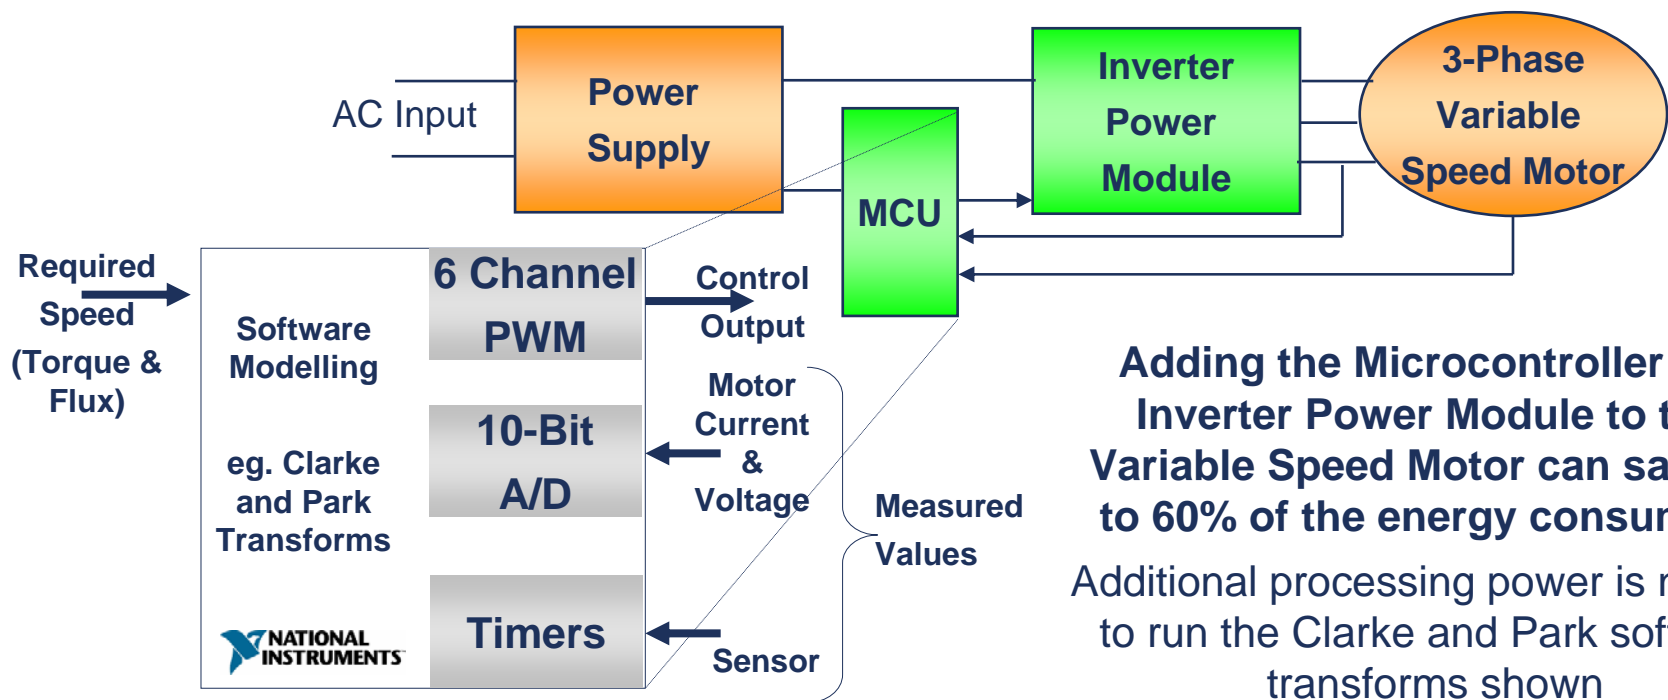 AC Input
Power
Supply
Inverter
Power
Module
3-Phase
Variable
Speed Motor
MCU
Required
Speed
(Torque &
Flux)
Software
Modelling
eg. Clarke
and Park
Transforms
NATIONAL
INSTRUMENTS
6 Channel
PWM
10-Bit
A/D
Timers
Control
Output
Motor
Current
&
Voltage
Sensor
Measured
Values
Adding the Microcontroller
Inverter Power Module to
Variable Speed Motor can
to 60% of the energy
Additional processing power is
to run the Clarke and Park
transforms shown